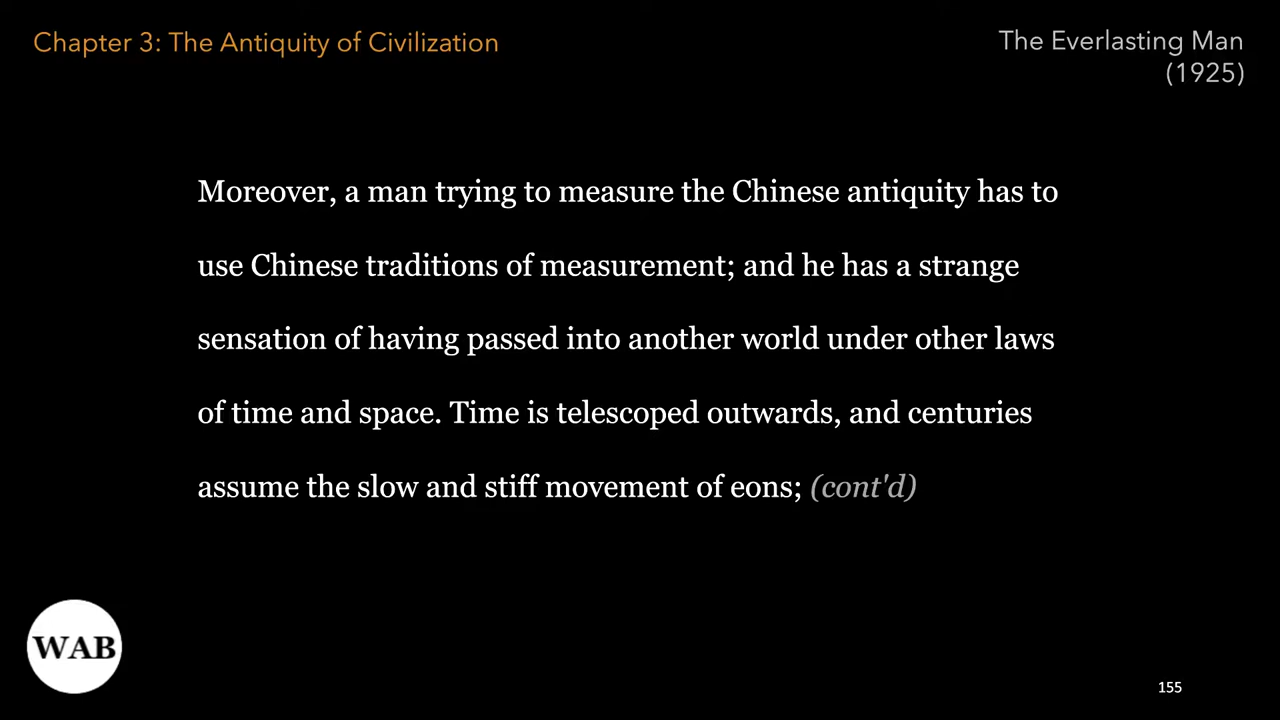 Chapter 3: The Antiquity of Civilization
The Everlasting Man
(1925)
Moreover, a man trying to measure the Chinese antiquity has to
use Chinese traditions of measurement; and he has a strange
sensation of having passed into another world under other laws
of time and space. Time is telescoped outwards, and centuries
assume the slow and stiff movement of eons; (cont'd)
WAB
155